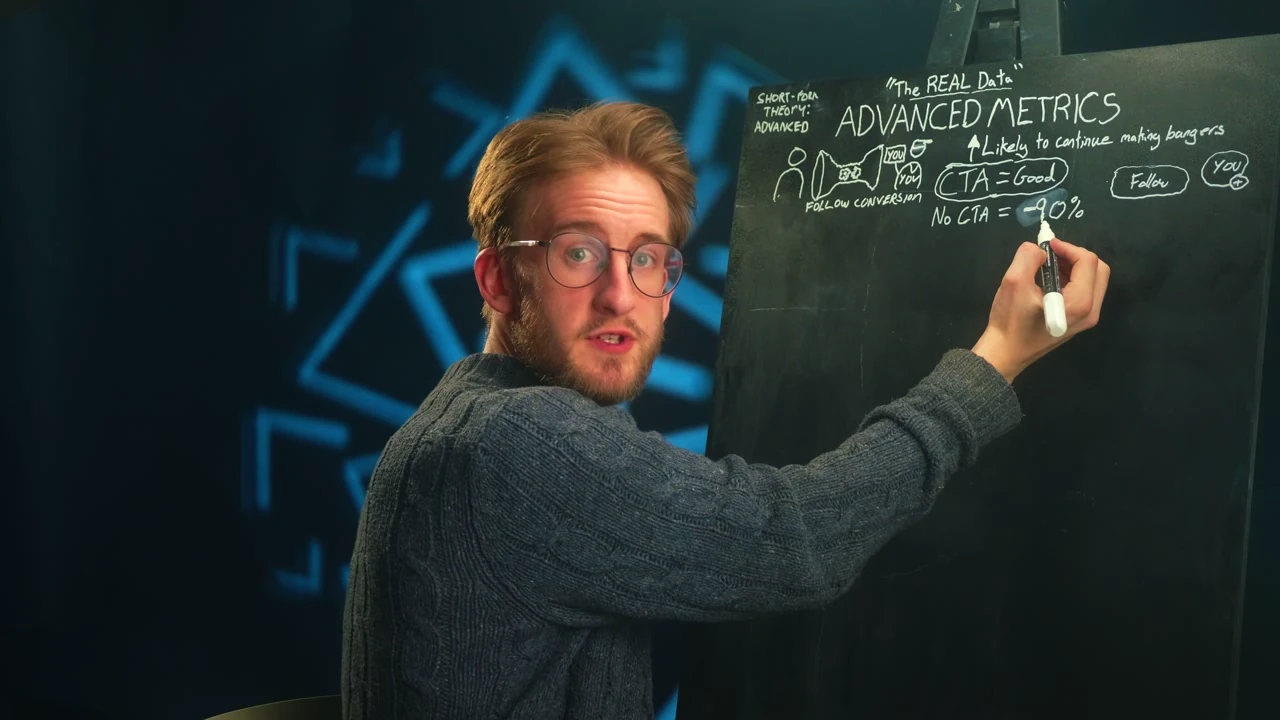 "The REAL Data"
SHORT-FORM
THEORY:
ADVANCED
ADVANCED METRICS
Likely to continue making bangers
YOU
YOU
FOLLOW CONVERSION
CTA = Good
No CTA = -90%
Follow
YOU